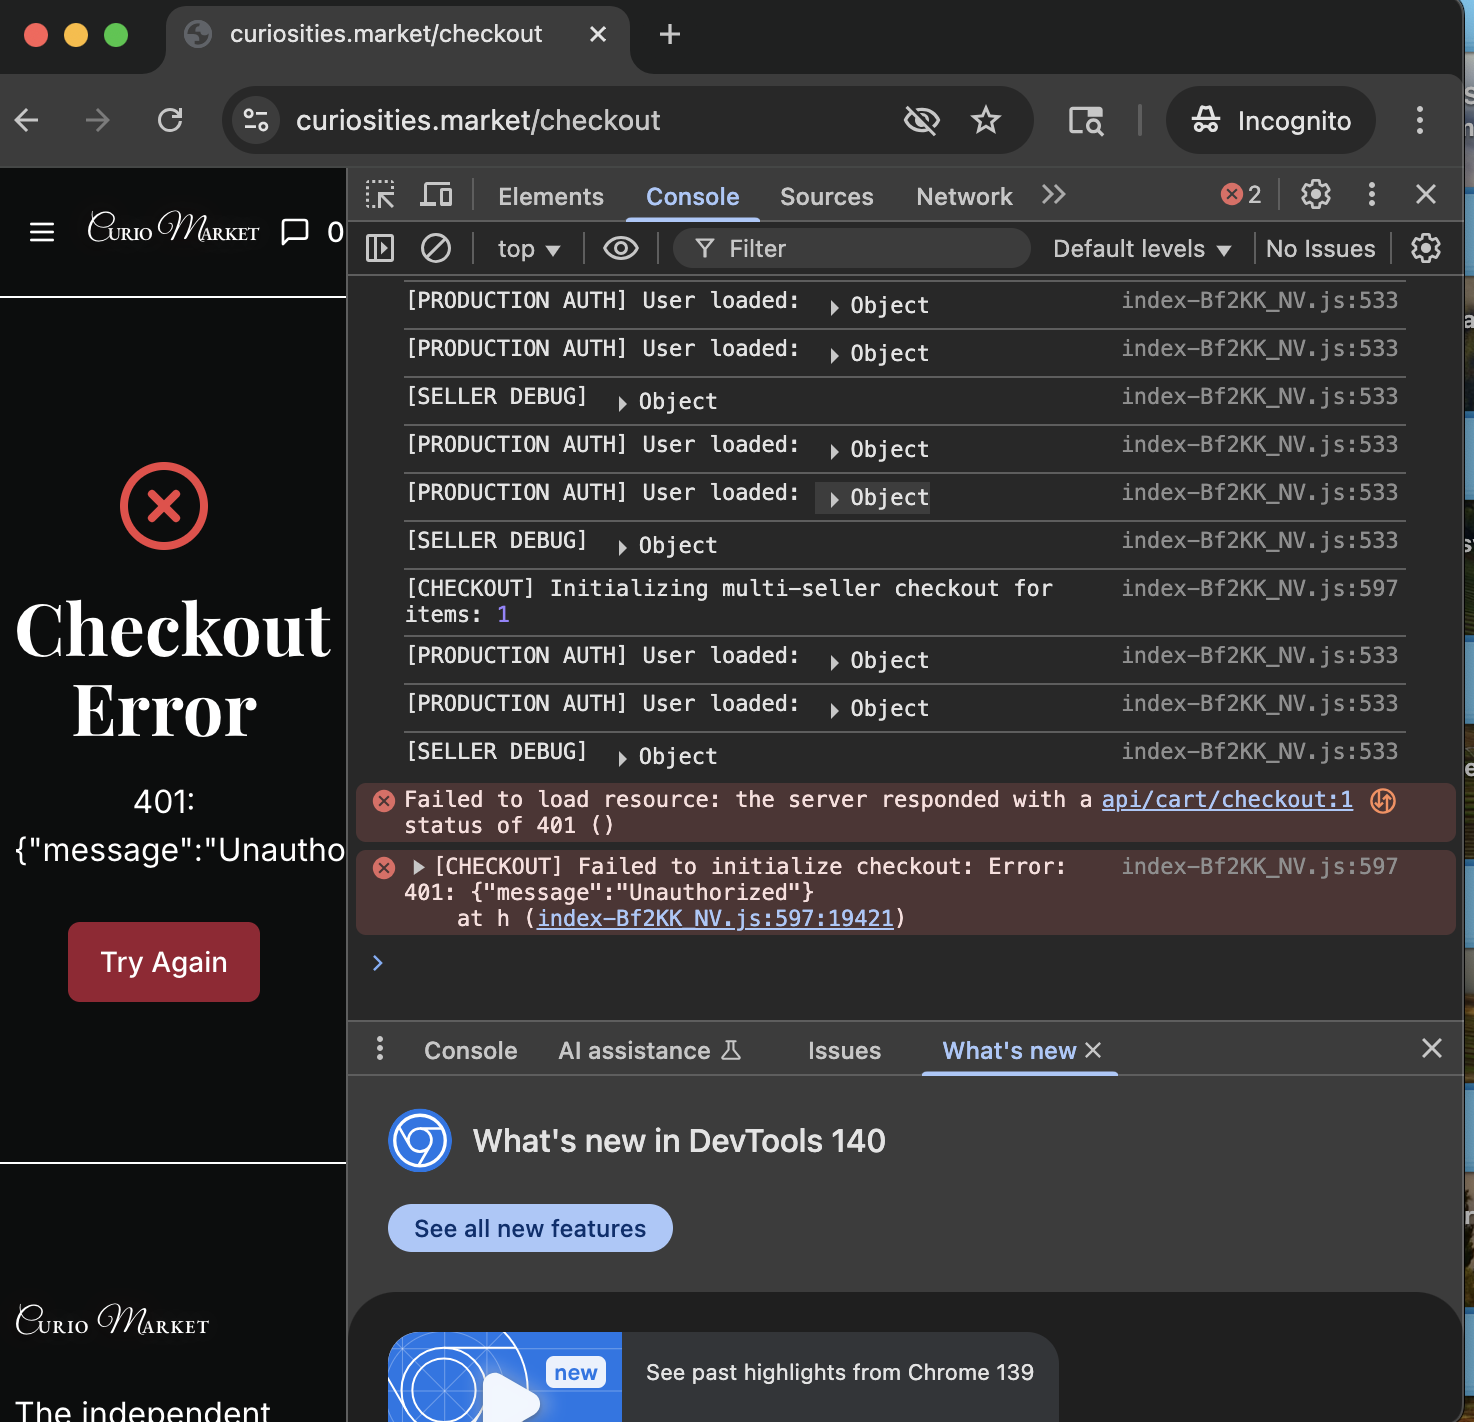 curiosities.market/checkout
curiosities.market/checkout
Incognito
CURIO MARKET
0
Elements
Console
Sources
Network
2
top
Filter
Default levels
No Issues
[PRODUCTION AUTH] User loaded: Object index-Bf2KK_NV.js:533
[PRODUCTION AUTH] User loaded: Object index-Bf2KK_NV.js:533
[SELLER DEBUG] Object index-Bf2KK_NV.js:533
[PRODUCTION AUTH] User loaded: Object index-Bf2KK_NV.js:533
[PRODUCTION AUTH] User loaded: Object index-Bf2KK_NV.js:533
[SELLER DEBUG] Object index-Bf2KK_NV.js:533
[CHECKOUT] Initializing multi-seller checkout for index-Bf2KK_NV.js:597
items: 1
[PRODUCTION AUTH] User loaded: Object index-Bf2KK_NV.js:533
[PRODUCTION AUTH] User loaded: Object index-Bf2KK_NV.js:533
[SELLER DEBUG] Object index-Bf2KK_NV.js:533
Failed to load resource: the server responded with a api/cart/checkout:1
status of 401 ()
[CHECKOUT] Failed to initialize checkout: Error: index-Bf2KK_NV.js:597
401: {"message":"Unauthorized"}
at h (index-Bf2KK_NV.js:597:19421)
Checkout
Error
401:
{"message":"Unautho
Try Again
Console
AI assistance
Issues
What's new
What's new in DevTools 140
See all new features
new
See past highlights from Chrome 139
CURIO MARKET
The independent